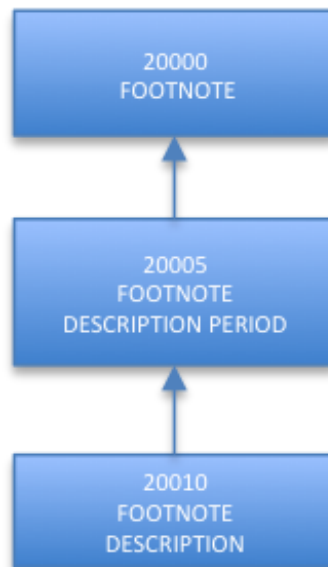 20000
FOOTNOTE
20005
FOOTNOTE
DESCRIPTION PERIOD
20010
FOOTNOTE
DESCRIPTION